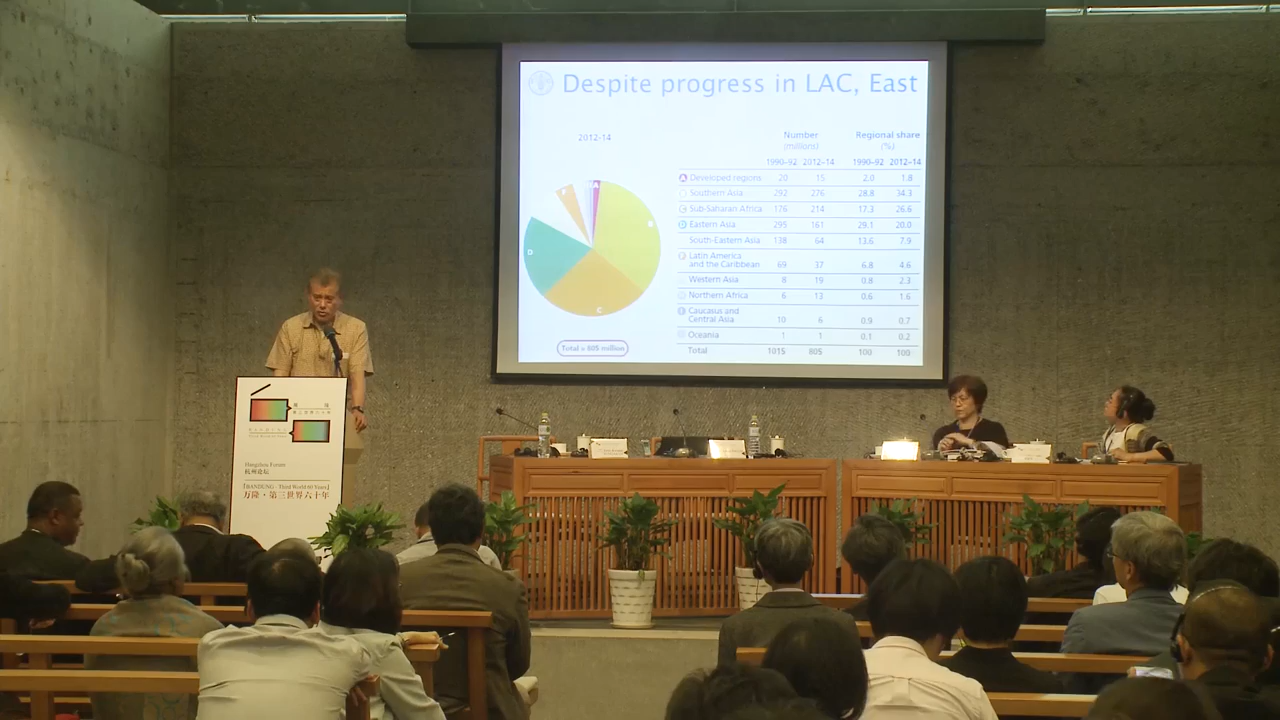 Despite progress in LAC, East
2012-14
Number Regional share
(millions) (%)
1990-92 2012-14 1990-92 2012-14
A Developed regions 20 15 2.0 1.8
Southern Asia 292 276 28.8 34.3
C Sub-Saharan Africa 176 214 17.3 26.6
D Eastern Asia 295 161 29.1 20.0
South-Eastern Asia 138 64 13.6 7.9
Latin America
and the Caribbean 69 37 6.8 4.6
Western Asia 8 19 0.8 2.3
Northern Africa 6 13 0.6 1.6
Caucasus and
Central Asia 10 6 0.9 0.7
Oceania 1 1 0.1 0.2
Total 1015 805 100 100
A
B
F
D
C
Total = 805 million
Hangzhou Forum
杭州论坛
『BANDUNG · Third World 60 Years』
万隆·第三世界六十年